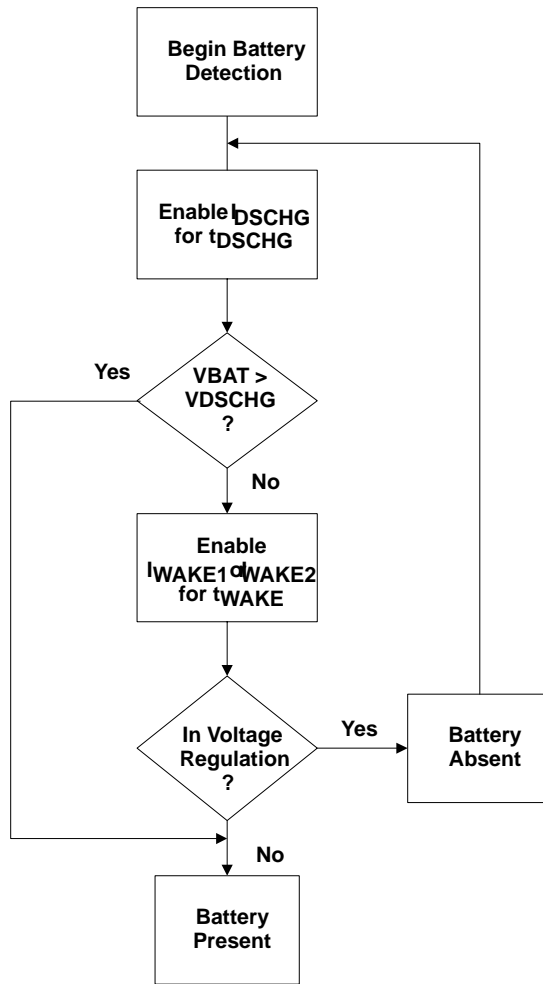 Begin Battery
Detection
Enable IDSCHG
for tDSCHG
Yes
VBAT >
VDSCHG
?
No
Enable
IWAKE1 or IWAKE2
for tWAKE
In Voltage
Regulation
?
Yes
Battery
Absent
No
Battery
Present